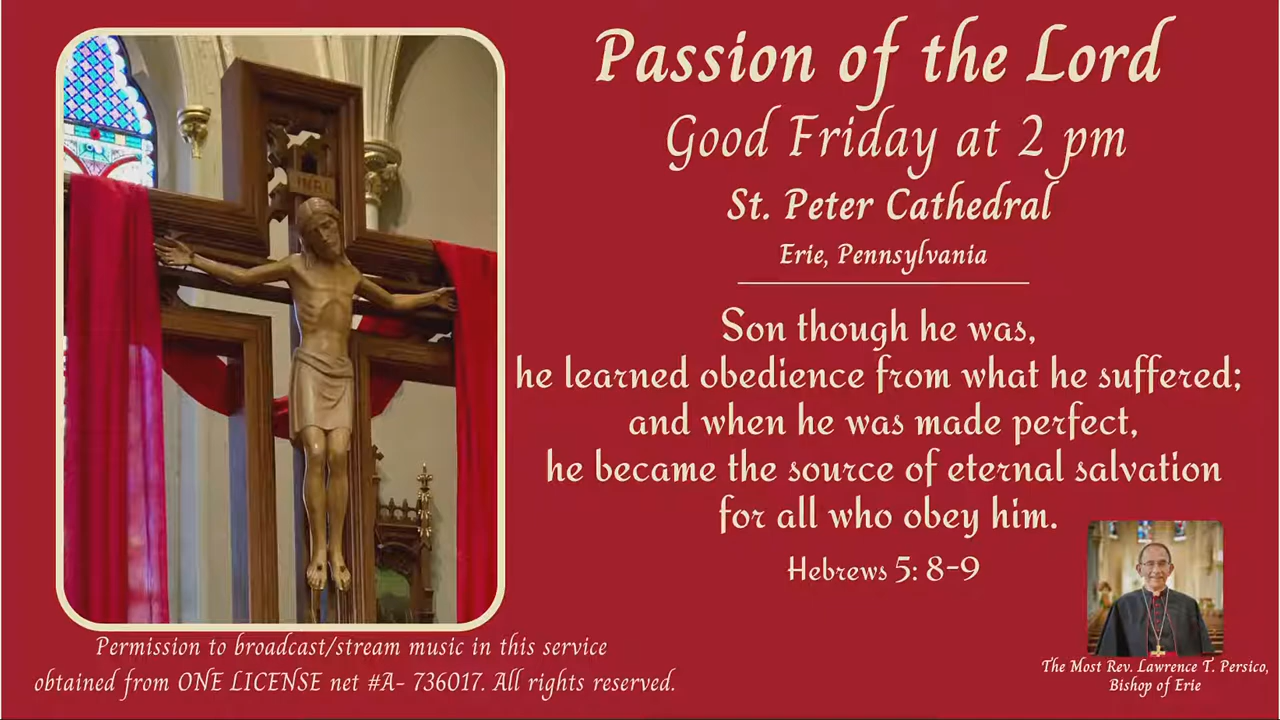 Passion of the Lord
Good Friday at 2 pm
St. Peter Cathedral
Erie, Pennsylvania
Son though he was,
he learned obedience from what he suffered;
and when he was made perfect,
he became the source of eternal salvation
for all who obey him.
Hebrews 5: 8-9
INRI
Permission to broadcast/stream music in this service
obtained from ONE LICENSE net #A- 736017. All rights reserved.
The Most Rev. Lawrence T. Persico,
Bishop of Erie